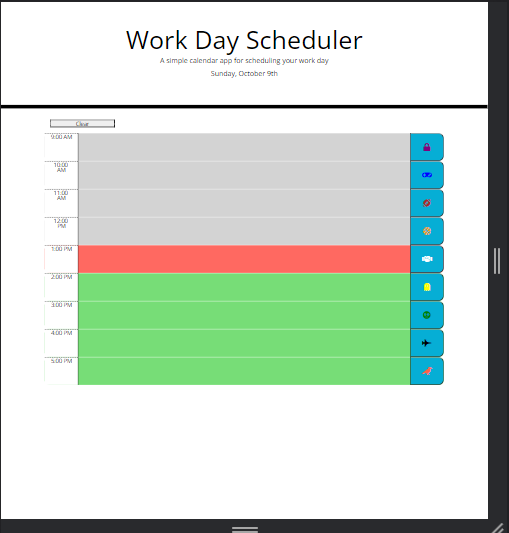 Work Day Scheduler
A simple calendar app for scheduling your work day
Sunday, October 9th
Clear
9:00 AM
10:00
AM
11:00
AM
12:00
PM
1:00 PM
2:00 PM
3:00 PM
4:00 PM
5:00 PM